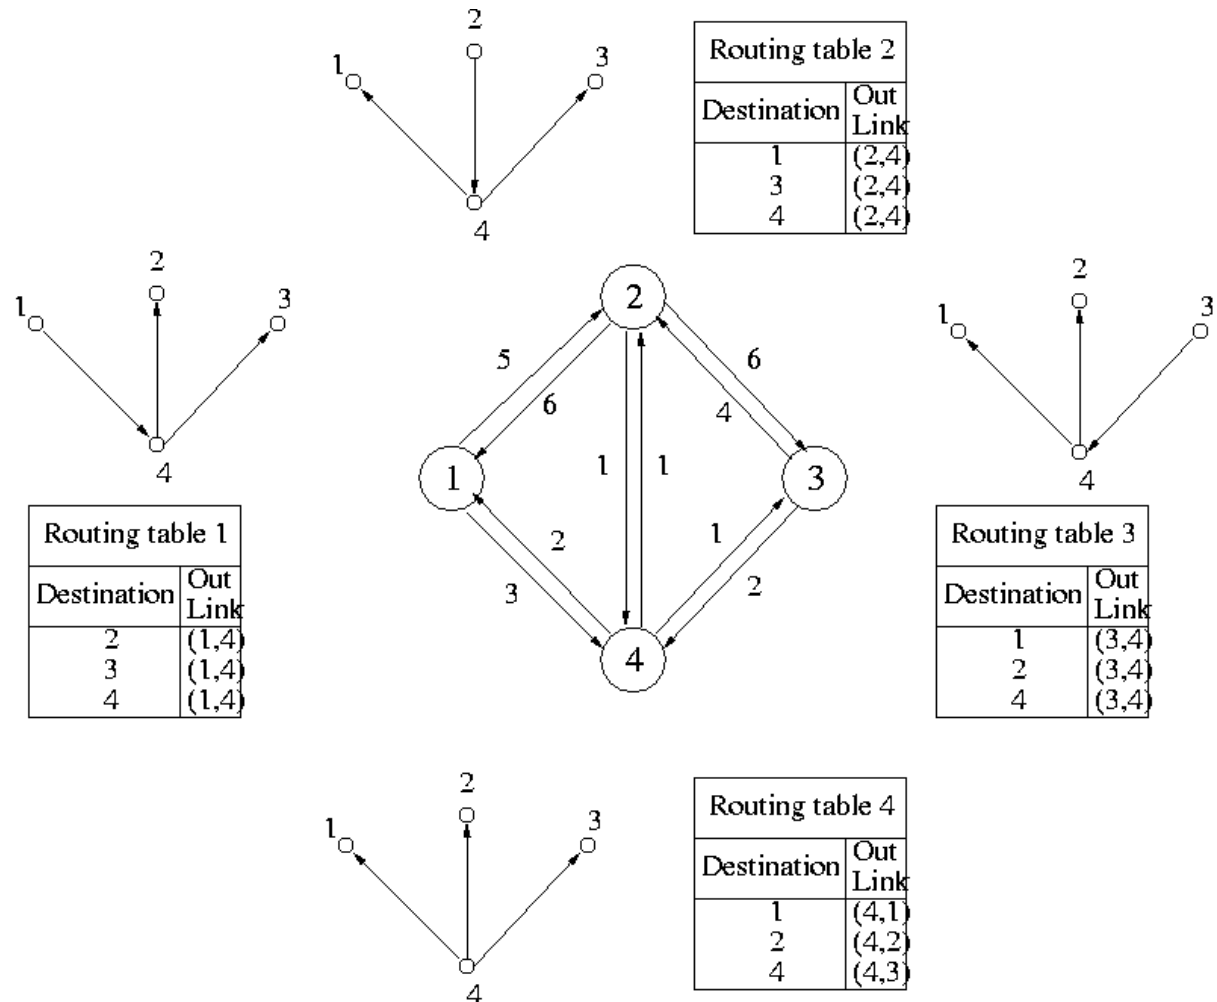 2
1
3
4
Routing table 2
Destination
Out
Link
1 (2,4)
3 (2,4)
4 (2,4)
2
1
3
4
2
1
3
4
2
5
6
6
4
1
1
1
3
2
3
1
2
4
Routing table 1
Destination
Out
Link
2 (1,4)
3 (1,4)
4 (1,4)
Routing table 3
Destination
Out
Link
1 (3,4)
2 (3,4)
4 (3,4)
2
1
3
4
Routing table 4
Destination
Out
Link
1 (4,1)
2 (4,2)
4 (4,3)